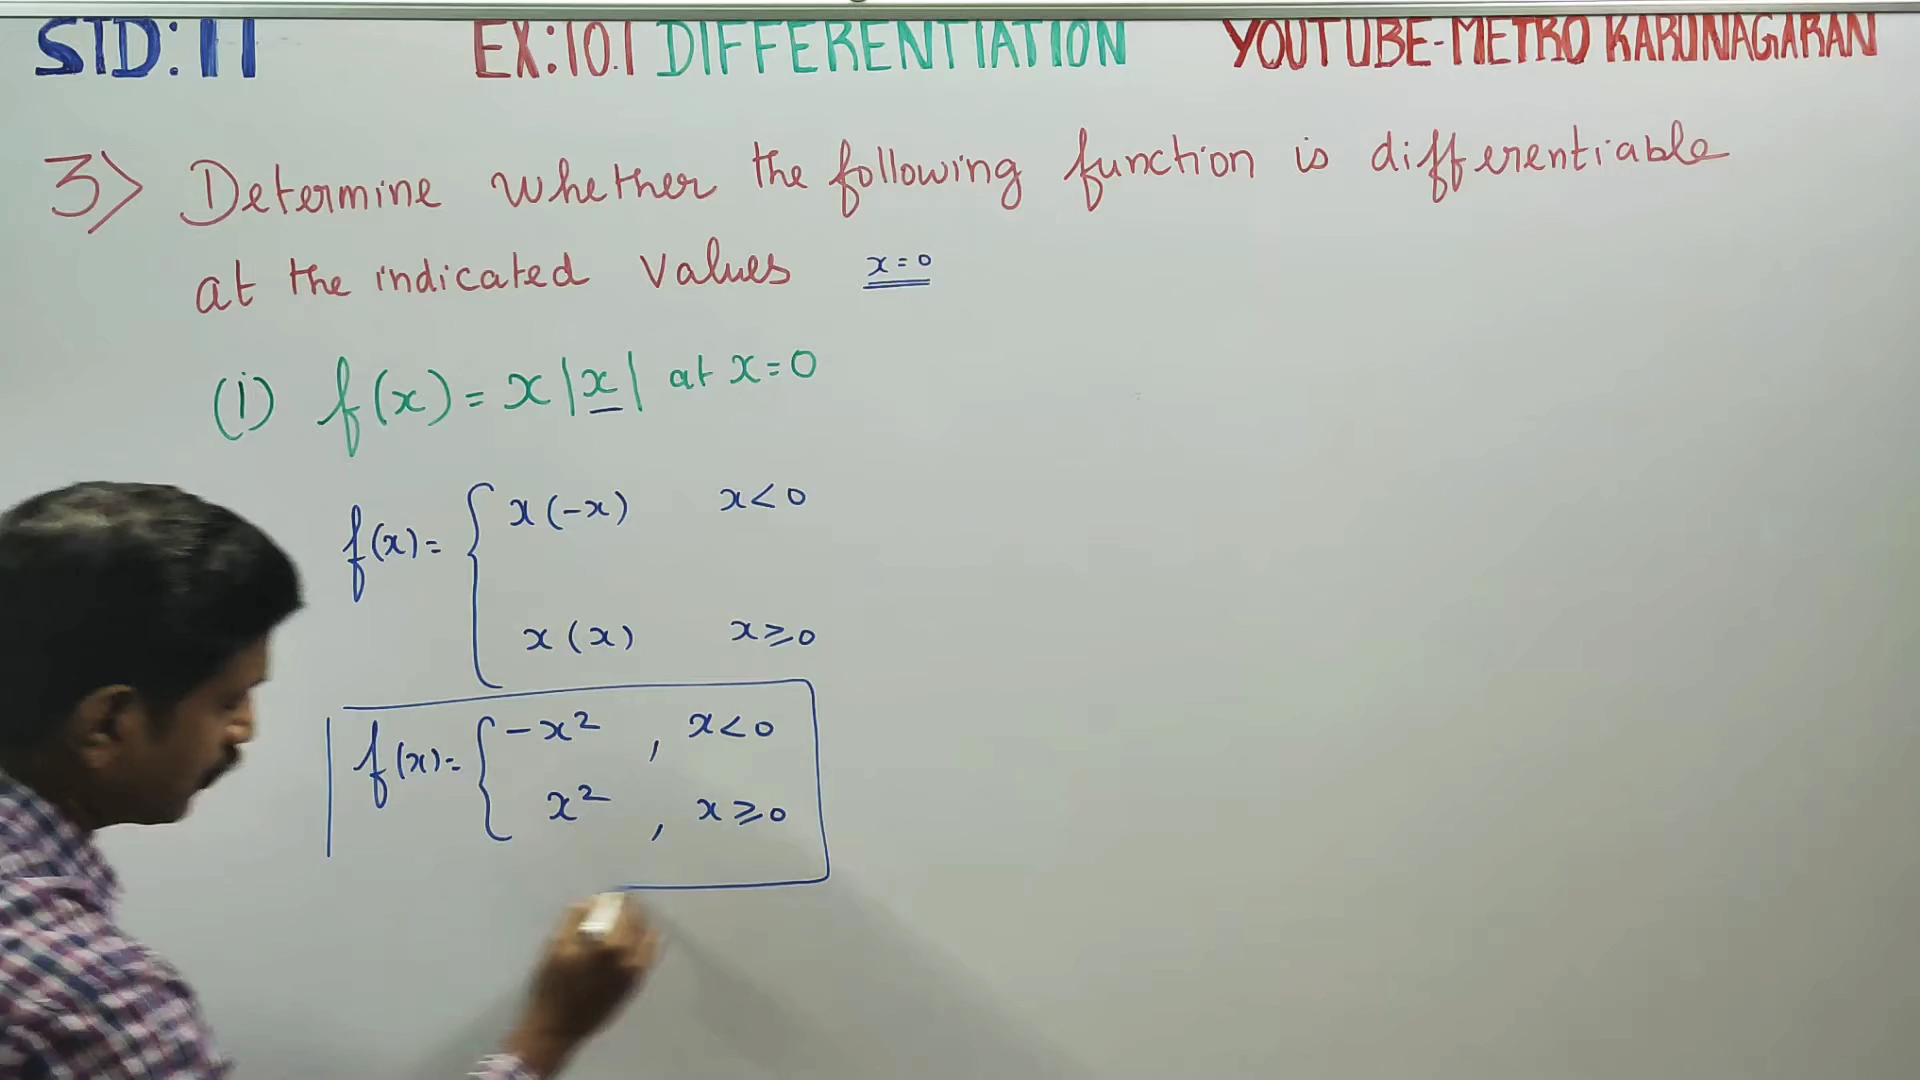 STD:11 EX:10.1 DIFFERENTIATION YOUTUBE-METRO KARUNAGARAN
3> Determine whether the following function is differentiable
at the indicated values x=0
(i) f(x)= x|x| at x=0
f(x)= { x(-x) x<0
x(x) x≥0
f(x)= { -x² , x<0
x² , x≥0